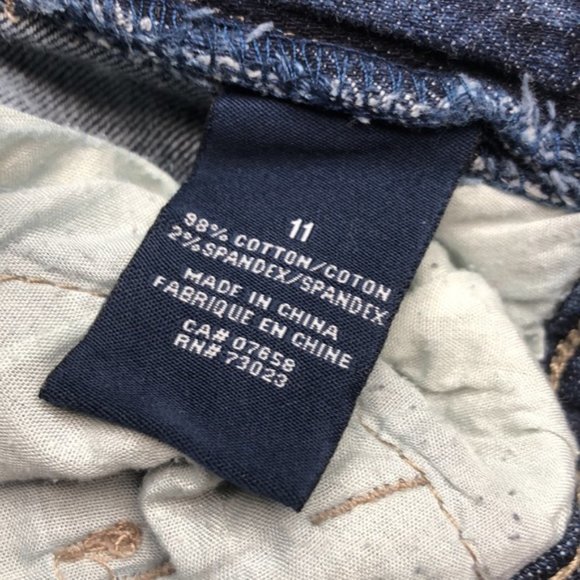 11
98% COTTON/COTON
2% SPANDEX/SPANDEX
MADE IN CHINA
FABRIQUE EN CHINE
CA# 07658
RN# 73023